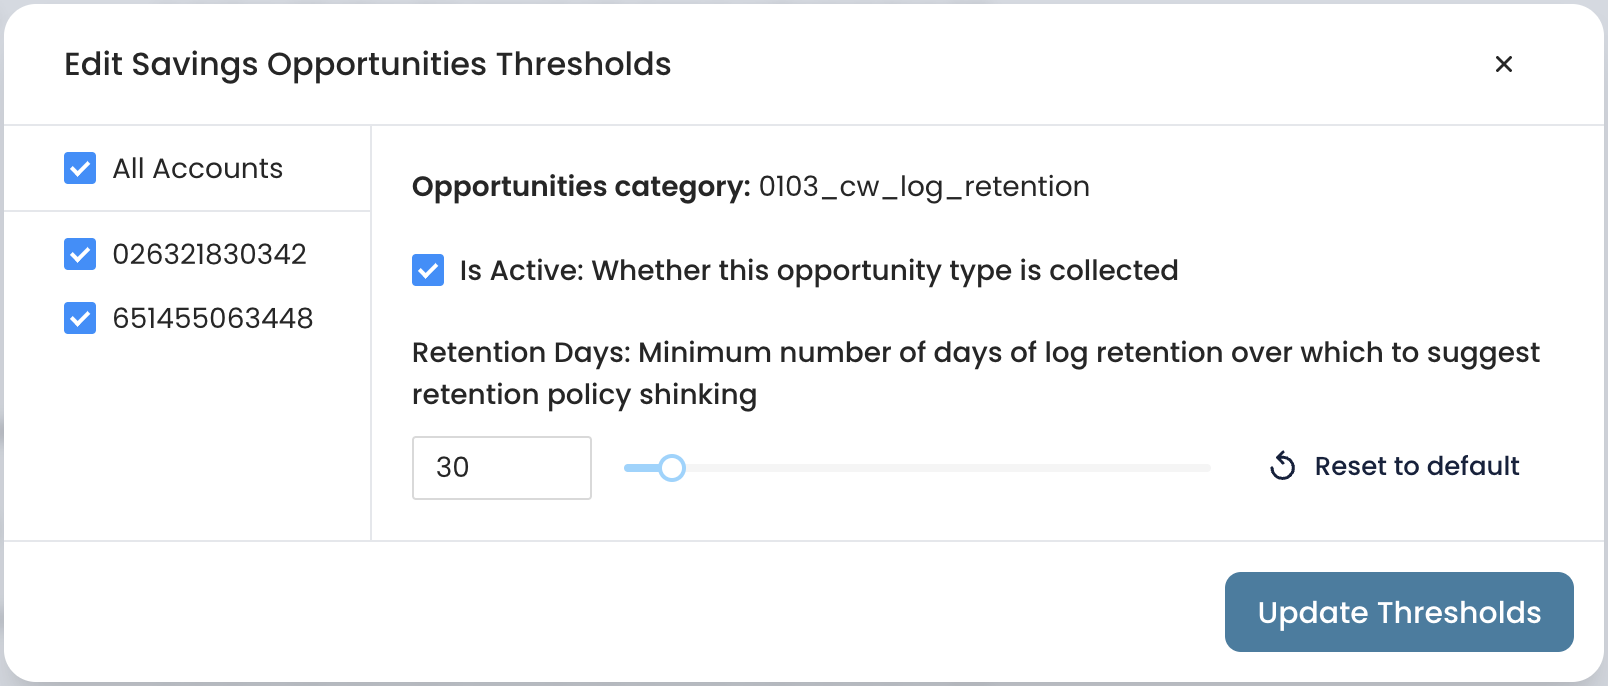 Edit Savings Opportunities Thresholds
All Accounts
026321830342
651455063448
Opportunities category: 0103_cw_log_retention
Is Active: Whether this opportunity type is collected
Retention Days: Minimum number of days of log retention over which to suggest
retention policy shinking
30
Reset to default
Update Thresholds